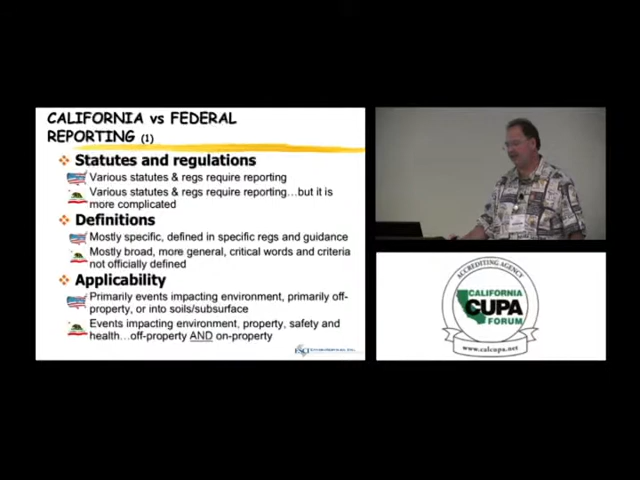 CALIFORNIA vs FEDERAL
REPORTING (1)
Statutes and regulations
Various statutes & regs require reporting
Various statutes & regs require reporting…but it is
more complicated
Definitions
Mostly specific, defined in specific regs and guidance
Mostly broad, more general, critical words and criteria
not officially defined
Applicability
Primarily events impacting environment, primarily off-
property, or into soils/subsurface
Events impacting environment, property, safety and
health…off-property AND on-property
ACCREDITING AGENCY
CALIFORNIA
CUPA
FORUM
www.calcupa.net